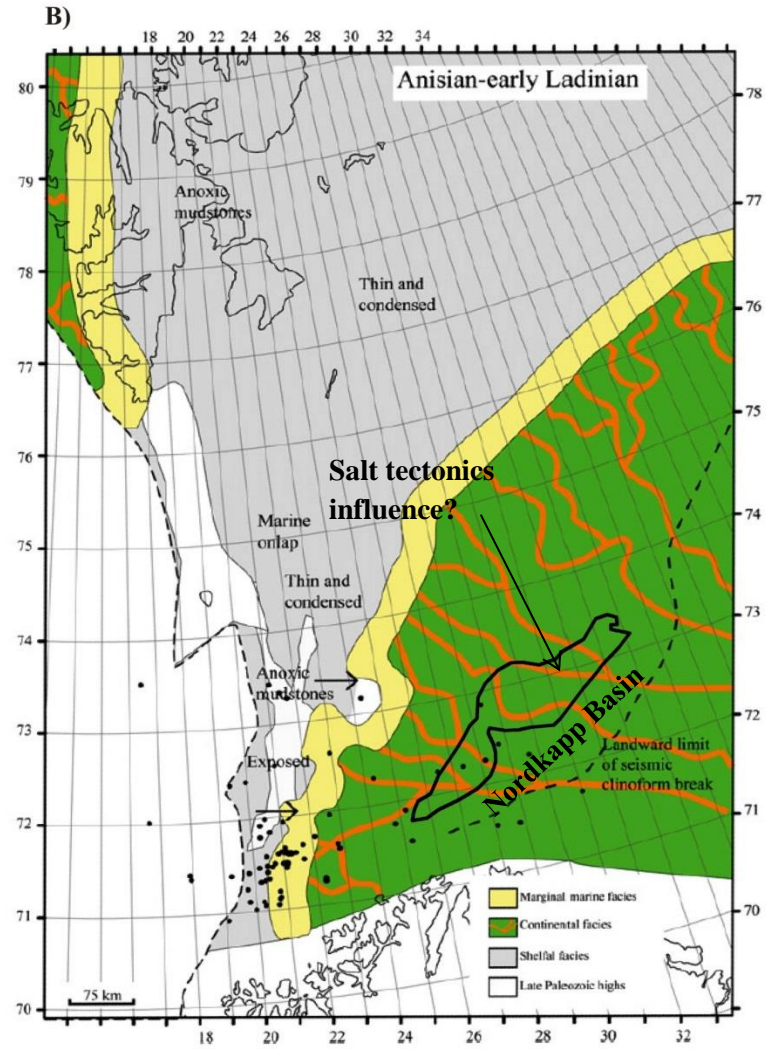 B)
18 20 22 24 26 28 30 32 34
Anisian-early Ladinian
80
79
78
77
76
75
74
73
72
71
70
78
77
76
75
74
73
72
71
70
Anoxic
mudstones
Thin and
condensed
Salt tectonics
influence?
Marine
onlap
Thin and
condensed
Anoxic
mudstones
Exposed
Nordkapp Basin
Landward limit
of seismic
clinoform break
Marginal marine facies
Continental facies
Shelfal facies
Late Paleozoic highs
75 km
18 20 22 24 26 28 30 32